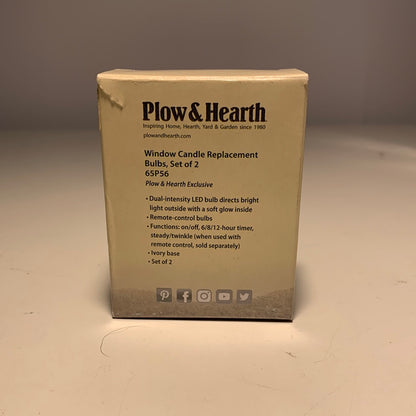 Plow & Hearth
Inspiring Home, Hearth, Yard & Garden since 1980
plowandhearth.com
Window Candle Replacement
Bulbs, Set of 2
65P56
Plow & Hearth Exclusive
• Dual-intensity LED bulb directs bright
light outside with a soft glow inside
• Remote-control bulbs
• Functions: on/off, 6/8/12-hour timer,
steady/twinkle (when used with
remote control, sold separately)
• Ivory base
• Set of 2